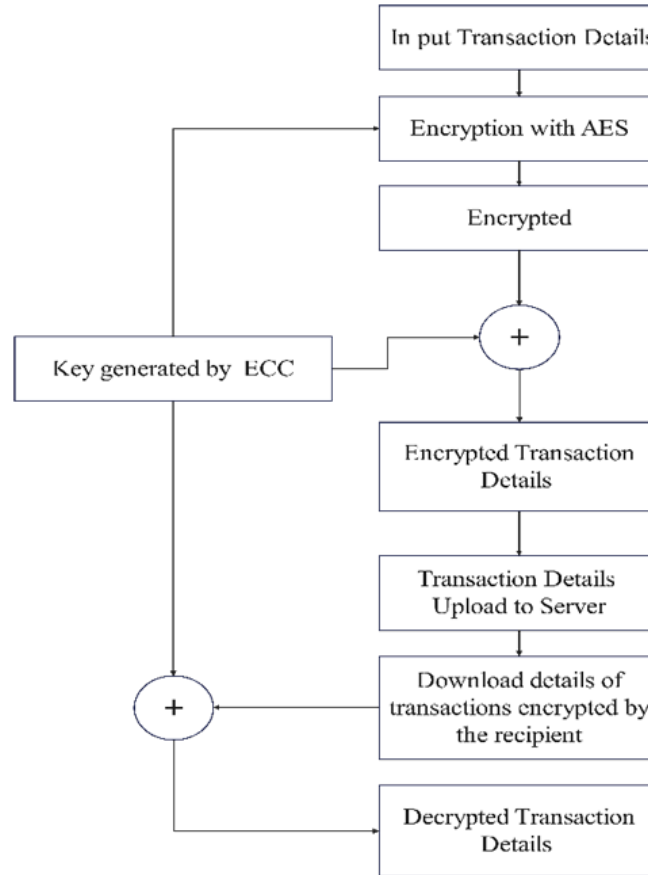 In put Transaction Details
Encryption with AES
Encrypted
+
Key generated by ECC
Encrypted Transaction
Details
Transaction Details
Upload to Server
+
Download details of
transactions encrypted by
the recipient
Decrypted Transaction
Details